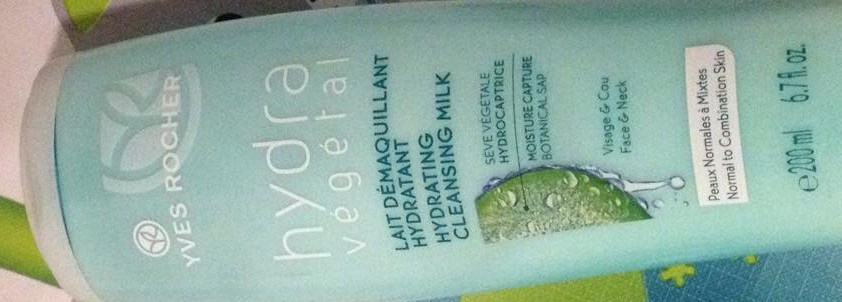 YVES ROCHER
hydra
végétal
LAIT DÉMAQUILLANT
HYDRATANT
HYDRATING
CLEANSING MILK
SÈVE VÉGÉTALE
HYDROCAPTRICE
MOISTURE CAPTURE
BOTANICAL SAP
Visage & Cou
Face & Neck
Peaux Normales à Mixtes
Normal to Combination Skin
e200 ml 6.7 fl. oz.